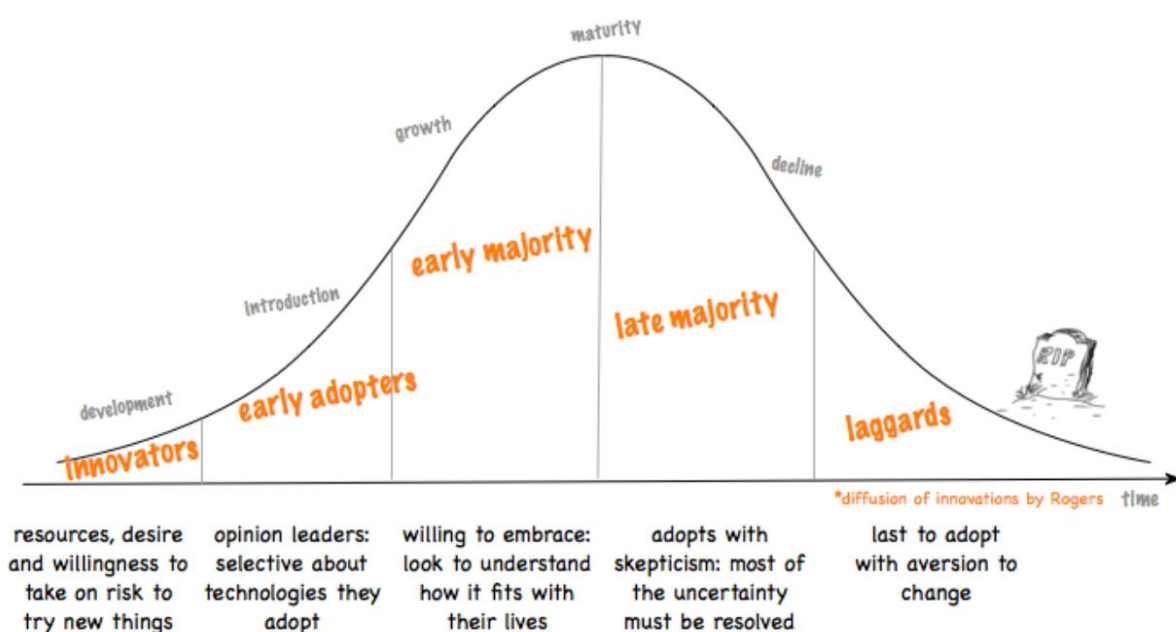 maturity
growth
decline
early majority
introduction
late majority
RIP
development
early adopters
laggards
innovators
*diffusion of innovations by Rogers
time
resources, desire
and willingness to
take on risk to
try new things
opinion leaders:
selective about
technologies they
adopt
willing to embrace:
look to understand
how it fits with
their lives
adopts with
skepticism: most of
the uncertainty
must be resolved
last to adopt
with aversion to
change